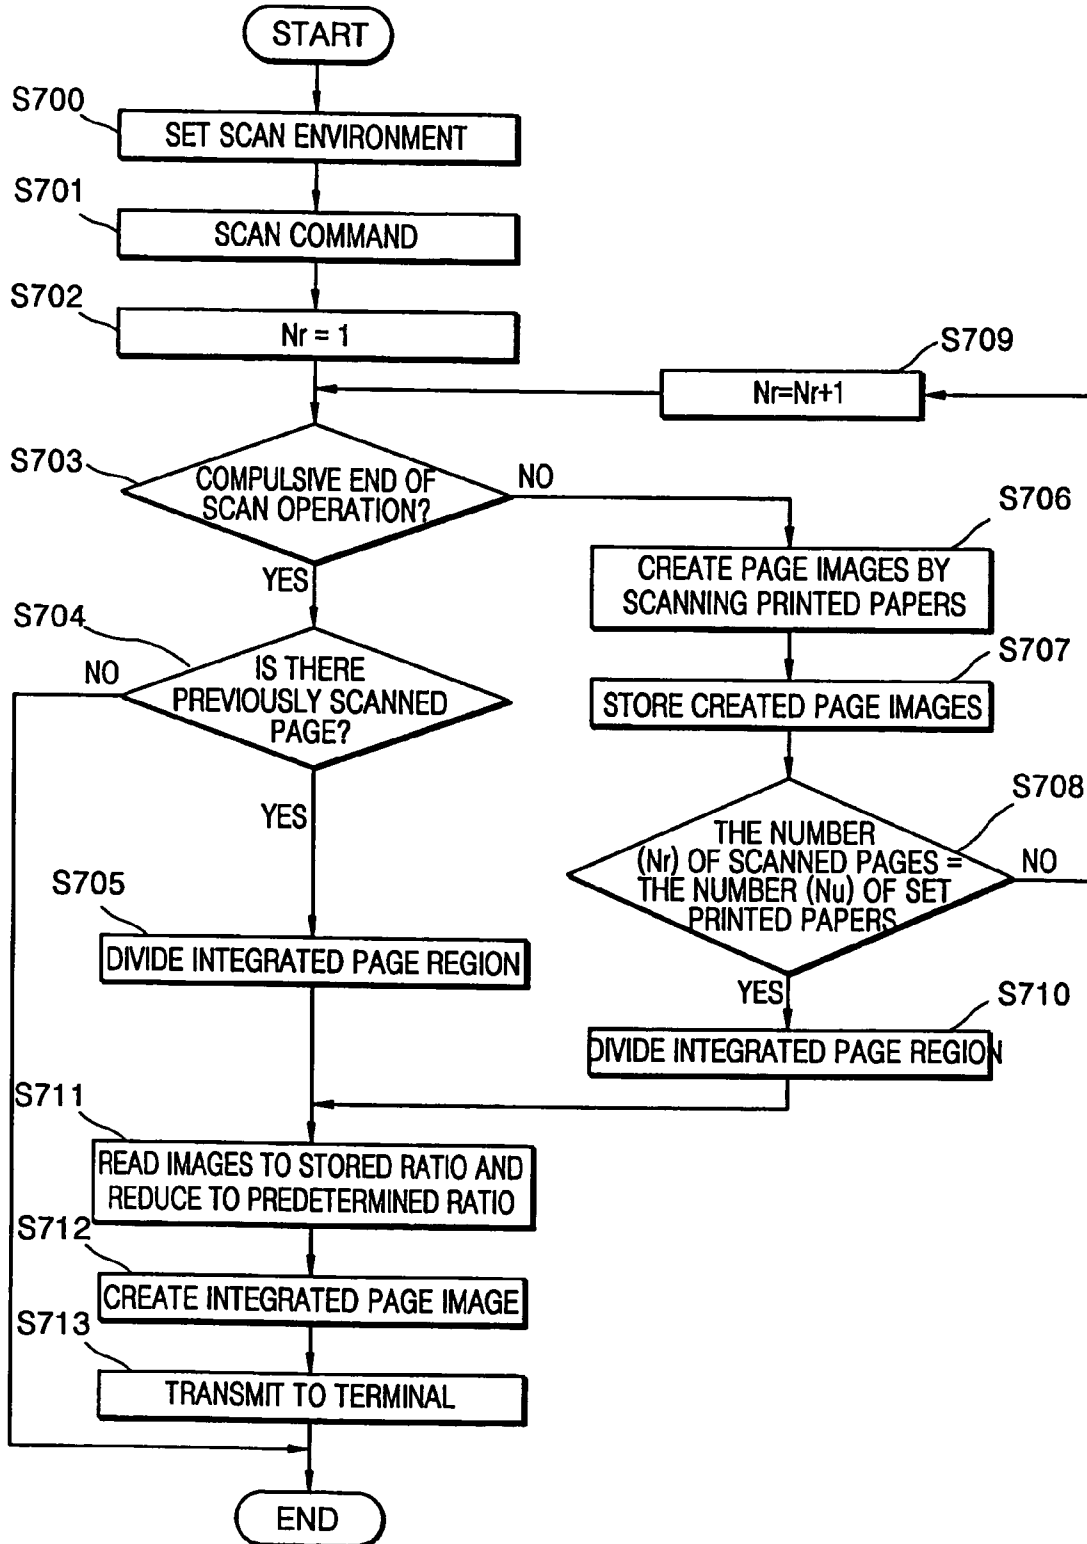 START
S700
SET SCAN ENVIRONMENT
S701
SCAN COMMAND
S702
Nr = 1
S709
Nr=Nr+1
S703
COMPULSIVE END OF
SCAN OPERATION?
NO
YES
S706
CREATE PAGE IMAGES BY
SCANNING PRINTED PAPERS
S704
NO
IS THERE
PREVIOUSLY SCANNED
PAGE?
YES
S707
STORE CREATED PAGE IMAGES
S708
THE NUMBER
(Nr) OF SCANNED PAGES =
THE NUMBER (Nu) OF SET
PRINTED PAPERS
NO
YES
S705
DIVIDE INTEGRATED PAGE REGION
S710
DIVIDE INTEGRATED PAGE REGION
S711
READ IMAGES TO STORED RATIO AND
REDUCE TO PREDETERMINED RATIO
S712
CREATE INTEGRATED PAGE IMAGE
S713
TRANSMIT TO TERMINAL
END